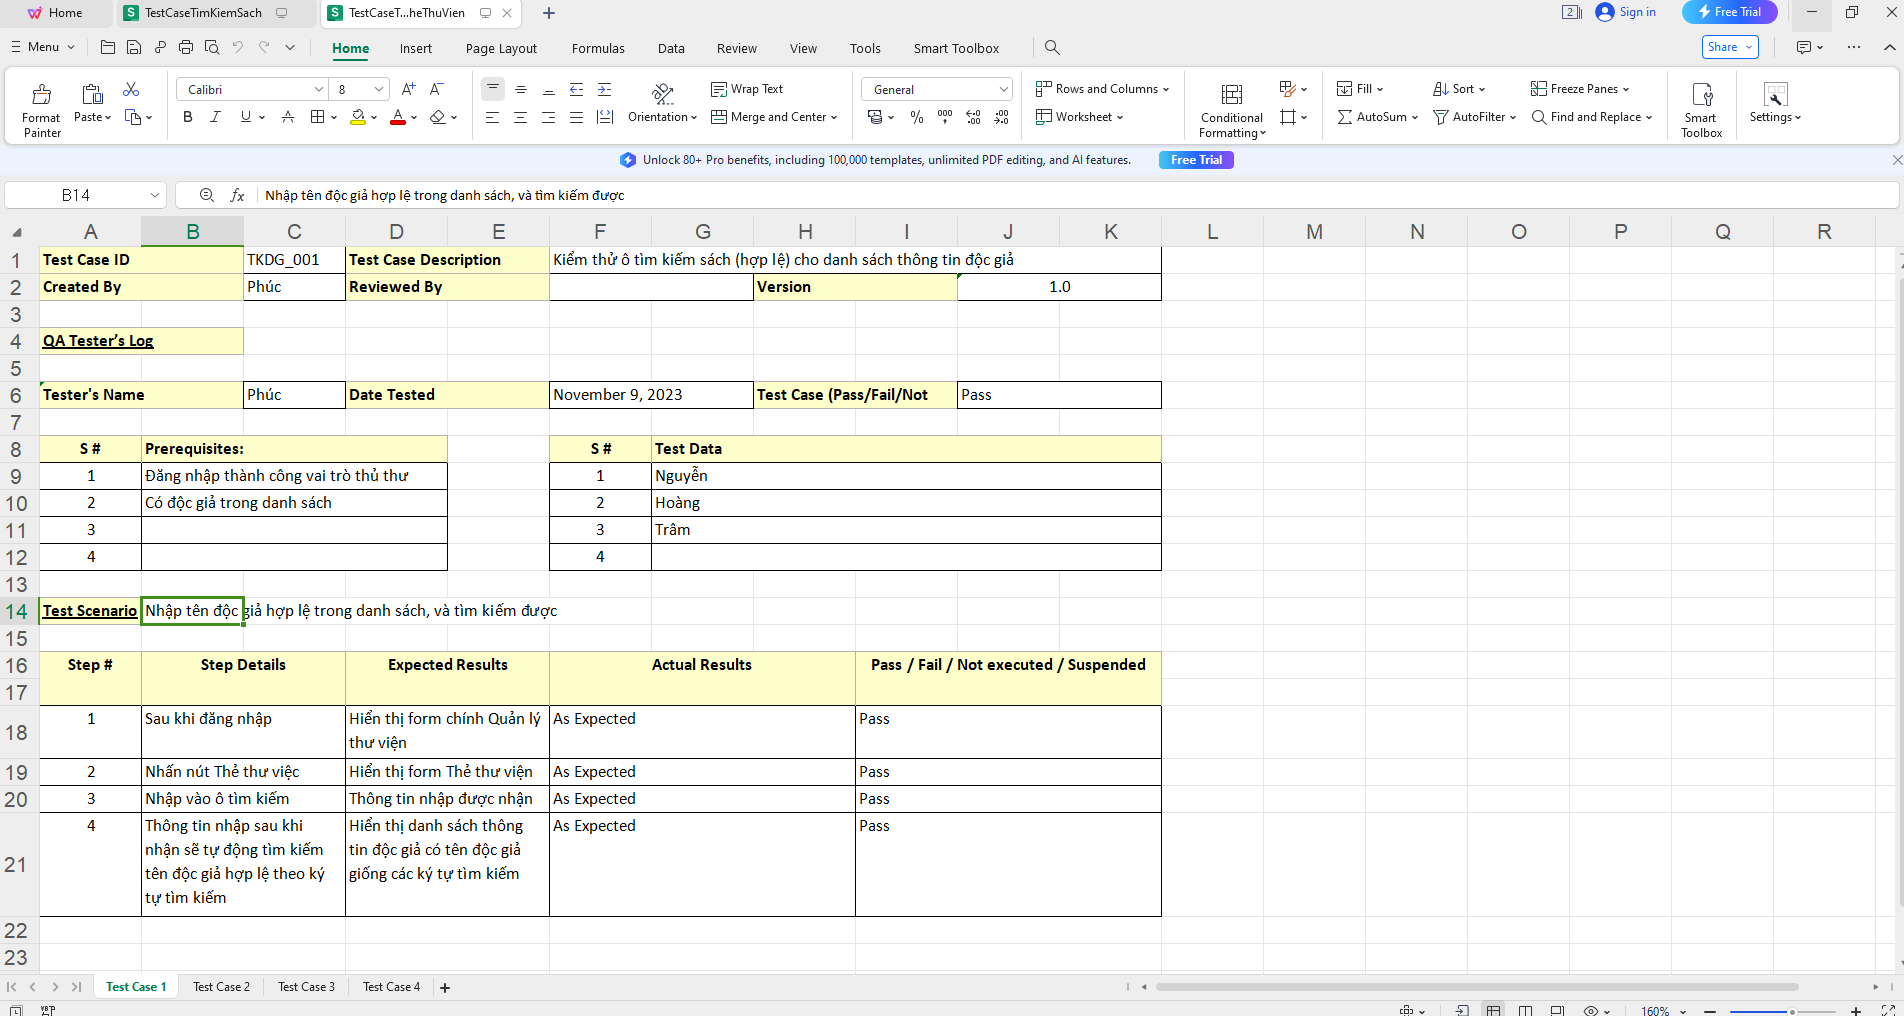 Home TestCaseTimKiemSach TestCaseT...heThuVien
2 Sign in Free Trial
Menu Home Insert Page Layout Formulas Data Review View Tools Smart Toolbox Share
Format Painter Paste Calibri 8 Wrap Text General Rows and Columns Fill Sort Freeze Panes
B I U A A Orientation Merge and Center Worksheet Conditional Formatting AutoSum AutoFilter Find and Replace Smart Toolbox Settings
Unlock 80+ Pro benefits, including 100,000 templates, unlimited PDF editing, and AI features. Free Trial
B14 fx Nhập tên độc giả hợp lệ trong danh sách, và tìm kiếm được
A B C D E F G H I J K L M N O P Q R
1 Test Case ID TKDG_001 Test Case Description Kiểm thử ô tìm kiếm sách (hợp lệ) cho danh sách thông tin độc giả
2 Created By Phúc Reviewed By Version 1.0
3
4 QA Tester’s Log
5
6 Tester's Name Phúc Date Tested November 9, 2023 Test Case (Pass/Fail/Not Pass
7
8 S # Prerequisites: S # Test Data
9 1 Đăng nhập thành công vai trò thủ thư 1 Nguyễn
10 2 Có độc giả trong danh sách 2 Hoàng
11 3 3 Trâm
12 4 4
13
14 Test Scenario Nhập tên độc giả hợp lệ trong danh sách, và tìm kiếm được
15
16 Step # Step Details Expected Results Actual Results Pass / Fail / Not executed / Suspended
17
18 1 Sau khi đăng nhập Hiển thị form chính Quản lý As Expected Pass
thư viện
19 2 Nhấn nút Thẻ thư việc Hiển thị form Thẻ thư viện As Expected Pass
20 3 Nhập vào ô tìm kiếm Thông tin nhập được nhận As Expected Pass
21 4 Thông tin nhập sau khi Hiển thị danh sách thông As Expected Pass
nhận sẽ tự động tìm kiếm tin độc giả có tên độc giả
tên độc giả hợp lệ theo ký giống các ký tự tìm kiếm
tự tìm kiếm
22
23
Test Case 1 Test Case 2 Test Case 3 Test Case 4
160%